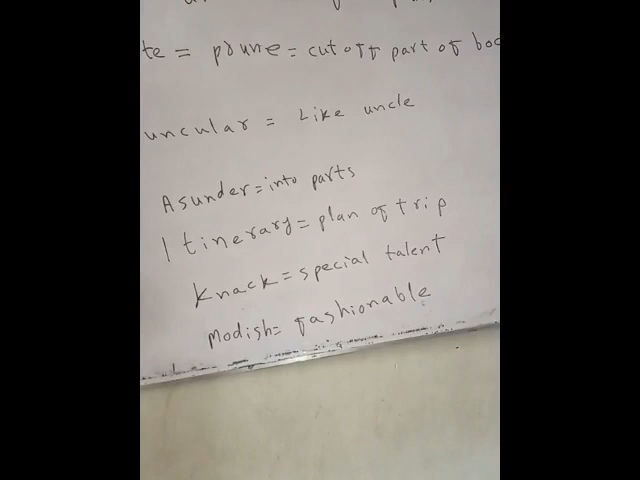 te = prune = cut off part of boo
uncular = Like uncle
Asunder = into parts
Itinerary = plan of trip
Knack = special talent
Modish = fashionable